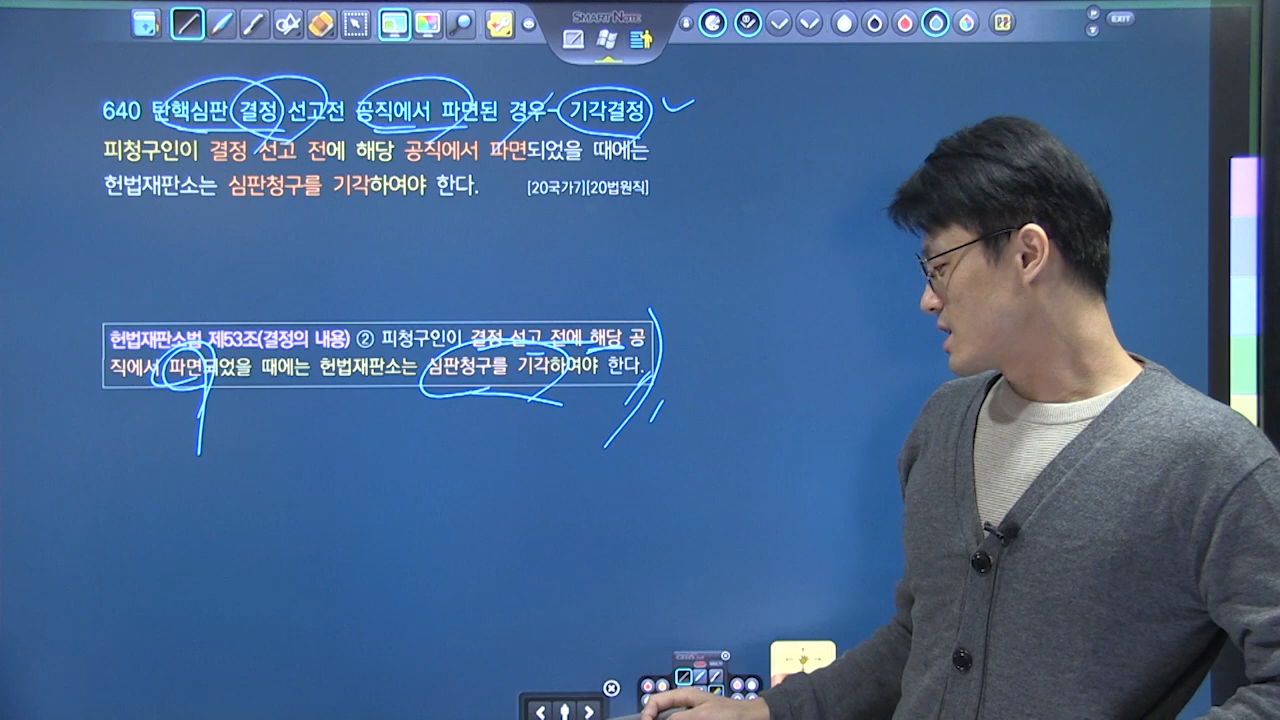 SMART NOTE
EXIT
640 탄핵심판 결정 선고전 공직에서 파면된 경우-기각결정
피청구인이 결정 선고 전에 해당 공직에서 파면되었을 때에는
헌법재판소는 심판청구를 기각하여야 한다. [20국가7][20법원직]
헌법재판소법 제53조(결정의 내용) ② 피청구인이 결정 선고 전에 해당 공
직에서 파면되었을 때에는 헌법재판소는 심판청구를 기각하여야 한다.